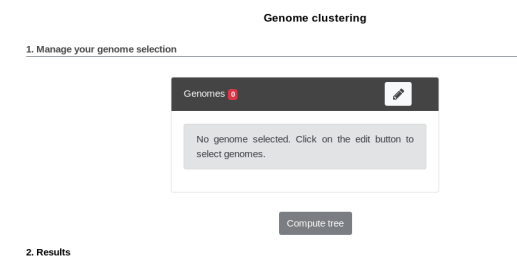 Genome clustering
1. Manage your genome selection
Genomes 0
No genome selected. Click on the edit button to
select genomes.
Compute tree
2. Results